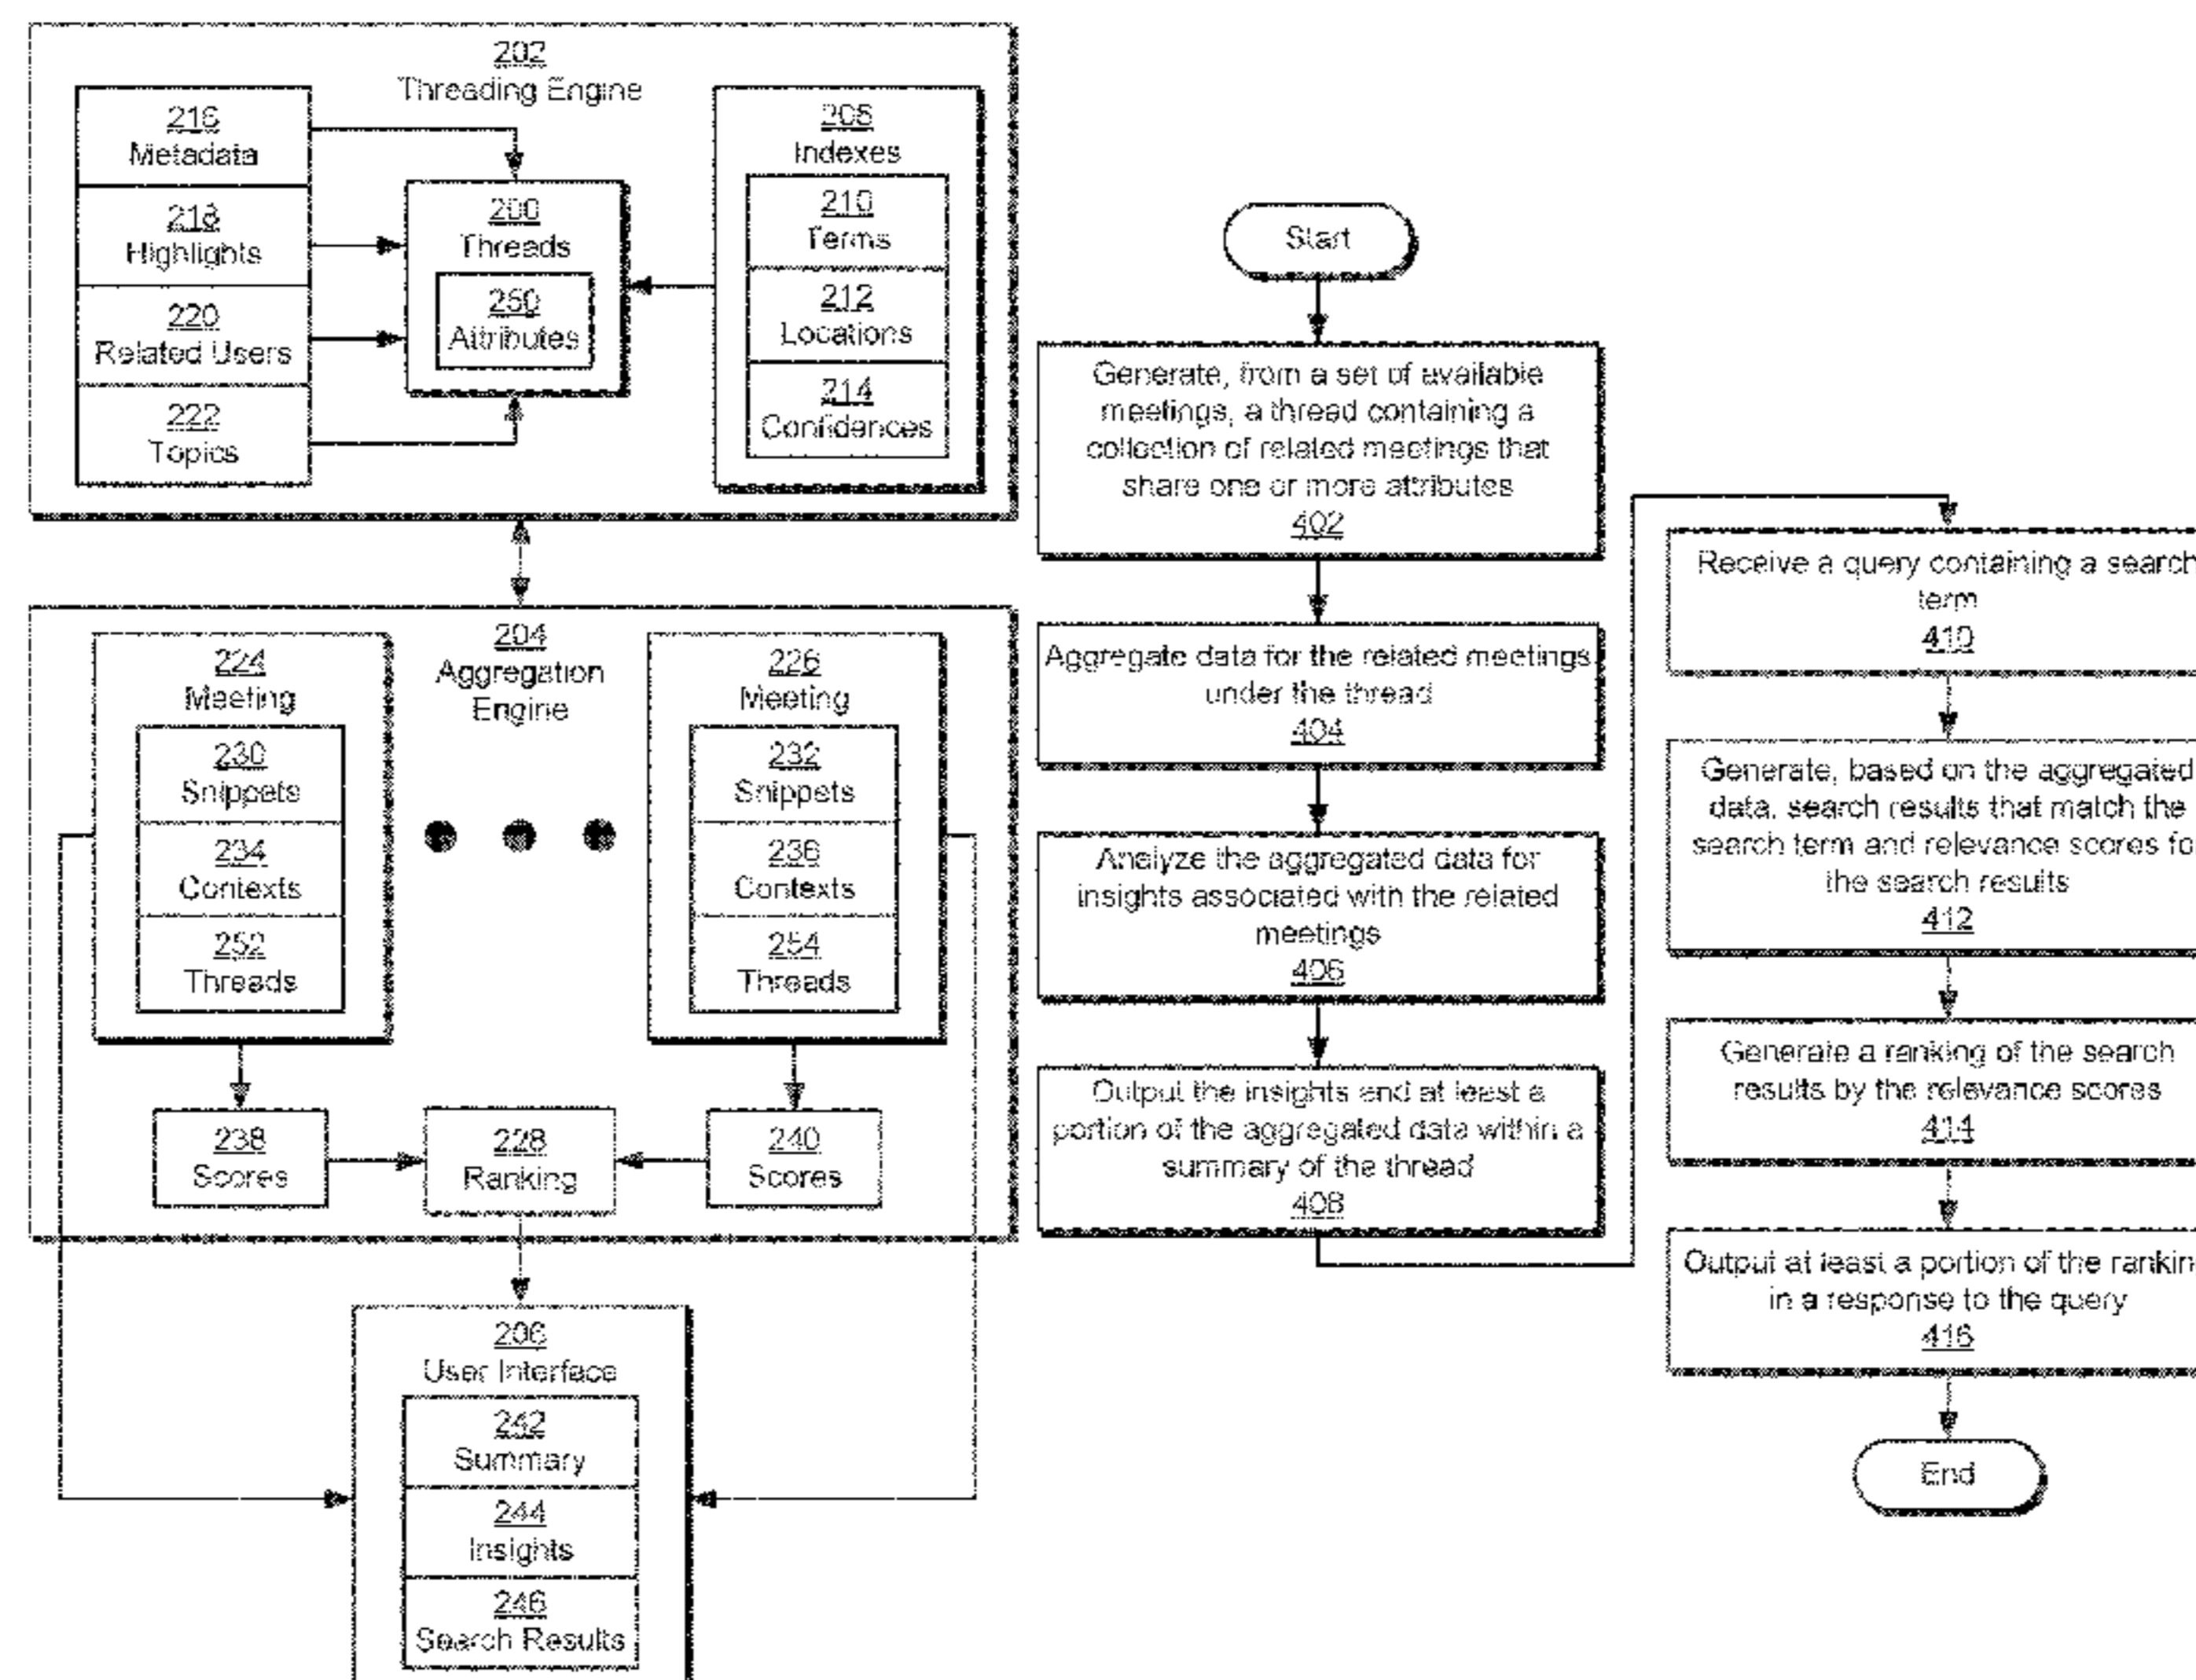 202
Threading Engine
216
Metadata
218
Highlights
220
Related Users
222
Topics
200
Threads
250
Attributes
208
Indexes
210
Terms
212
Locations
214
Confidences
204
Aggregation
Engine
224
Meeting
230
Snippets
234
Contexts
252
Threads
226
Meeting
232
Snippets
236
Contexts
254
Threads
238
Scores
228
Ranking
240
Scores
206
User Interface
242
Summary
244
Insights
246
Search Results
Start
Generate, from a set of available
meetings, a thread containing a
collection of related meetings that
share one or more attributes
402
Aggregate data for the related meetings
under the thread
404
Analyze the aggregated data for
insights associated with the related
meetings
406
Output the insights and at least a
portion of the aggregated data within a
summary of the thread
408
Receive a query containing a search
term
410
Generate, based on the aggregated
data, search results that match the
search term and relevance scores fo
the search results
412
Generate a ranking of the search
results by the relevance scores
414
Output at least a portion of the rankin
in a response to the query
416
End